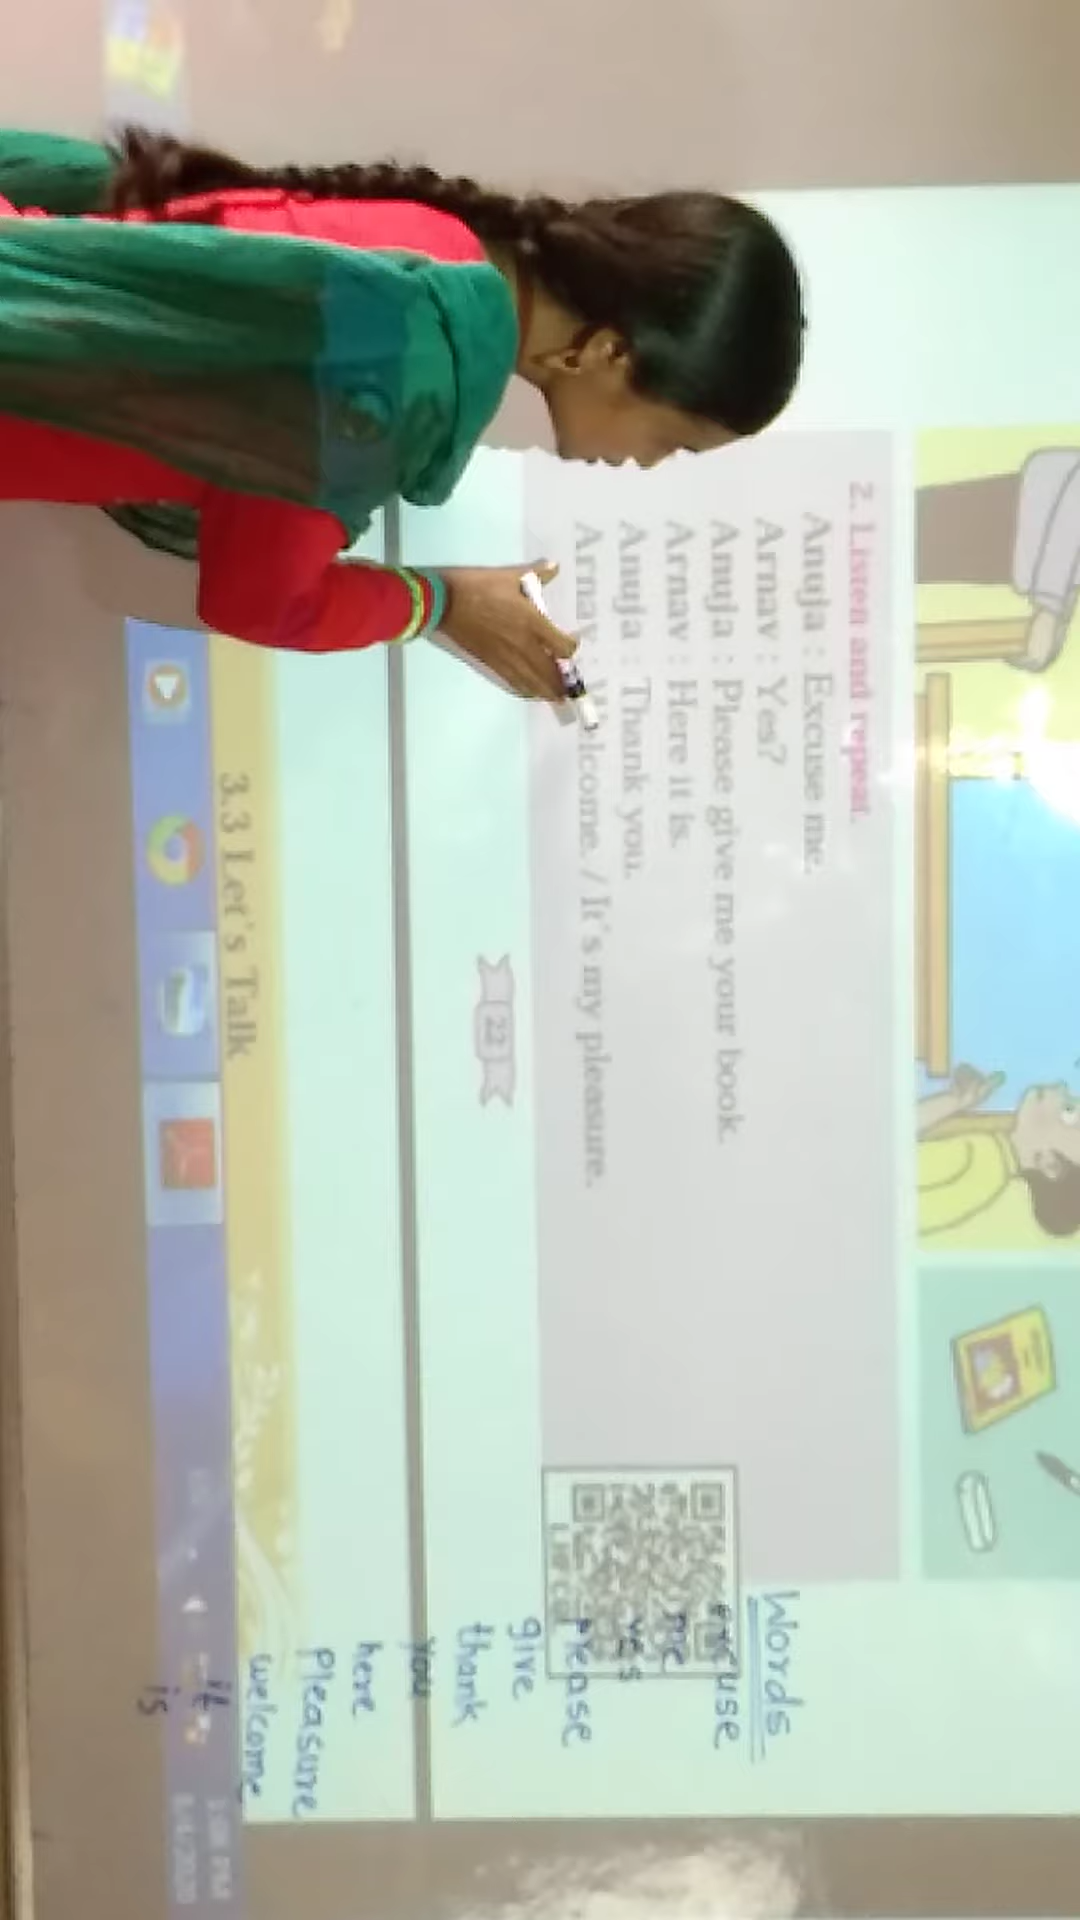 2. Listen and repeat.
Anuja : Excuse me.
Arnav : Yes?
Anuja : Please give me your book.
Arnav : Here it is.
Anuja : Thank you.
Arnav : Welcome. / It's my pleasure.
22
3.3 Let's Talk
Words
excuse
me
yes
please
give
thank
you
here
Pleasure
welcome
it
is